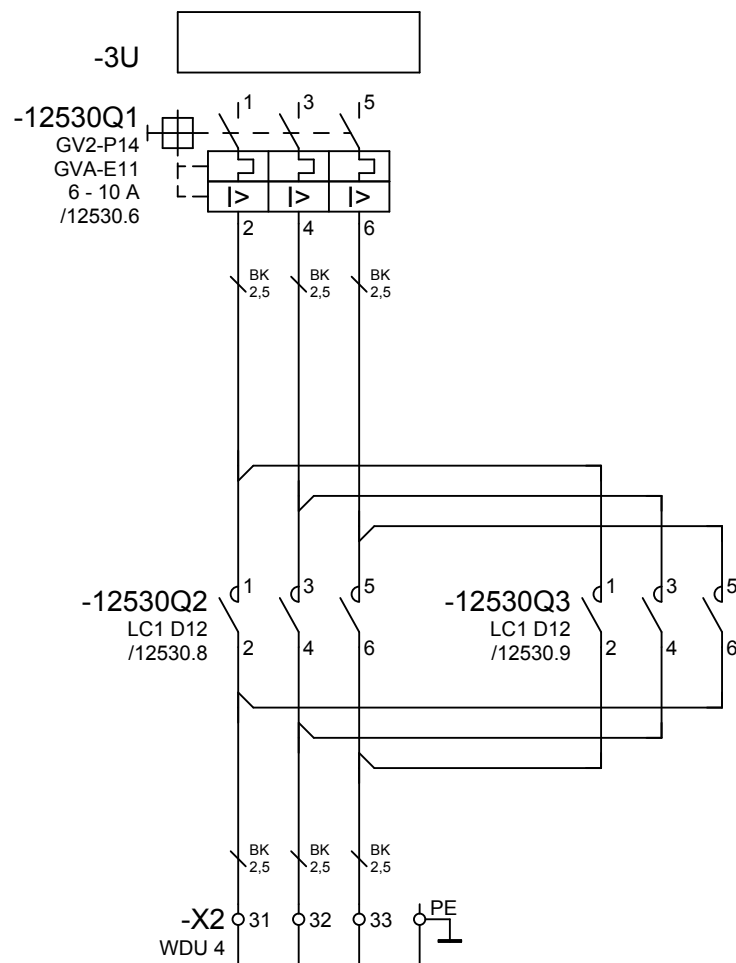 -3U
1 3 5
-12530Q1
GV2-P14
GVA-E11
6 - 10 A
/12530.6
I> I> I>
2 4 6
BK BK BK
2,5 2,5 2,5
1 3 5 1 3 5
-12530Q2 -12530Q3
LC1 D12 LC1 D12
/12530.8 /12530.9
2 4 6 2 4 6
BK BK BK
2,5 2,5 2,5
-X2 31 32 33 PE
WDU 4